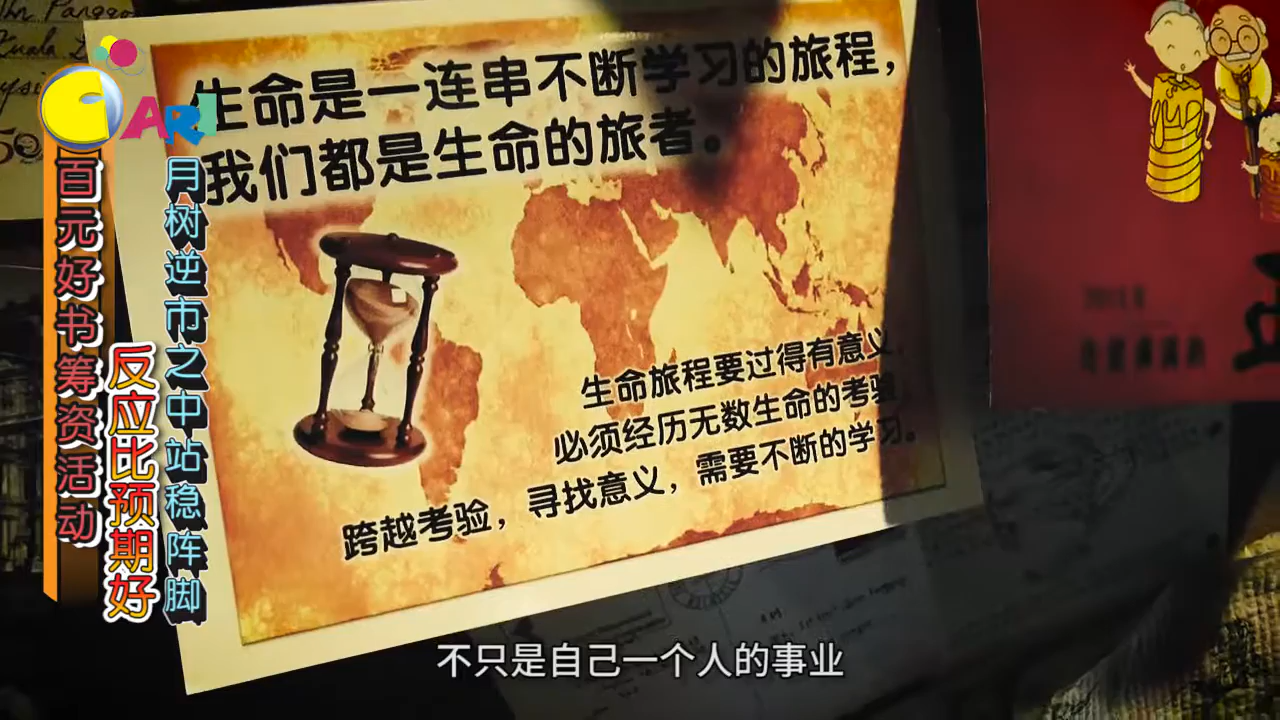 Kuala L
CARI
生命是一连串不断学习的旅程，
我们都是生命的旅者。
生命旅程要过得有意义，
必须经历无数生命的考验，
跨越考验，寻找意义，需要不断的学习。
百元好书筹资活动
反应比预期好
月树逆市之中站稳阵脚
不只是自己一个人的事业